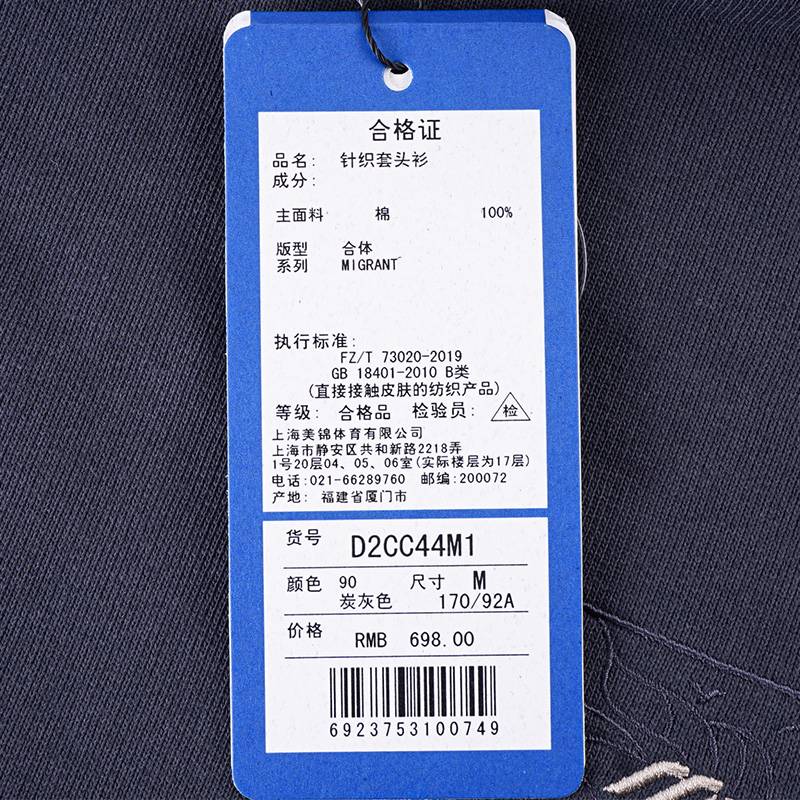 合格证
品名: 针织套头衫
成分:
主面料 棉 100%
版型 合体
系列 MIGRANT
执行标准:
FZ/T 73020-2019
GB 18401-2010 B类
(直接接触皮肤的纺织产品)
等级: 合格品 检验员: 检
上海美锦体育有限公司
上海市静安区共和新路2218弄
1号20层04、05、06室(实际楼层为17层)
电话:021-66289760 邮编:200072
产地: 福建省厦门市
货号 D2CC44M1
颜色 90 尺寸 M
炭灰色 170/92A
价格 RMB 698.00
6923753100749